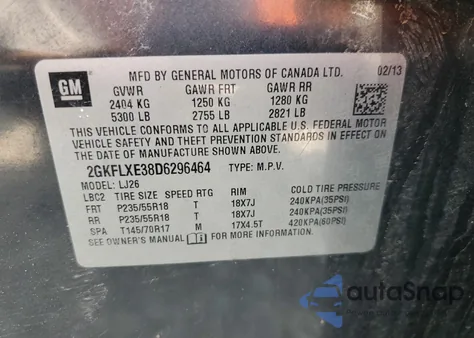 GM
MFD BY GENERAL MOTORS OF CANADA LTD. 02/13
GVWR GAWR FRT GAWR RR
2404 KG 1250 KG 1280 KG
5300 LB 2755 LB 2821 LB
THIS VEHICLE CONFORMS TO ALL APPLICABLE U.S. FEDERAL MOTOR
VEHICLE SAFETY AND THEFT PREVENTION STANDARDS IN EFFECT ON
THE DATE OF MANUFACTURE SHOWN ABOVE.
2GKFLXE38D6296464 TYPE: M.P.V.
MODEL: LJ26
LBC2 TIRE SIZE SPEED RTG RIM COLD TIRE PRESSURE
FRT P235/55R18 T 18X7J 240KPA(35PSI)
RR P235/55R18 T 18X7J 240KPA(35PSI)
SPA T145/70R17 M 17X4.5T 420KPA(60PSI)
SEE OWNER'S MANUAL FOR MORE INFORMATION
autoSnap